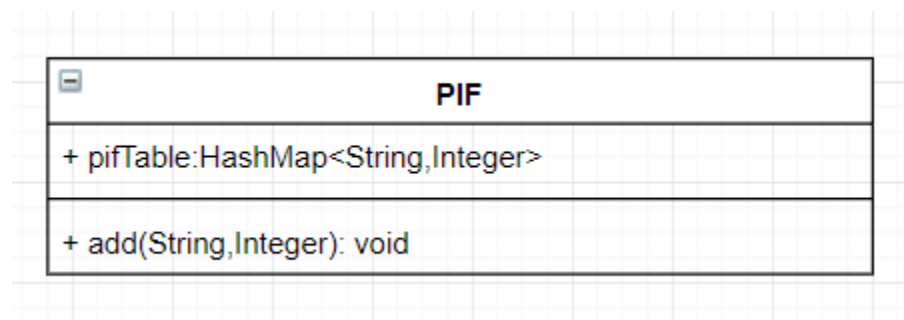 PIF
+ pifTable:HashMap<String,Integer>
+ add(String,Integer): void